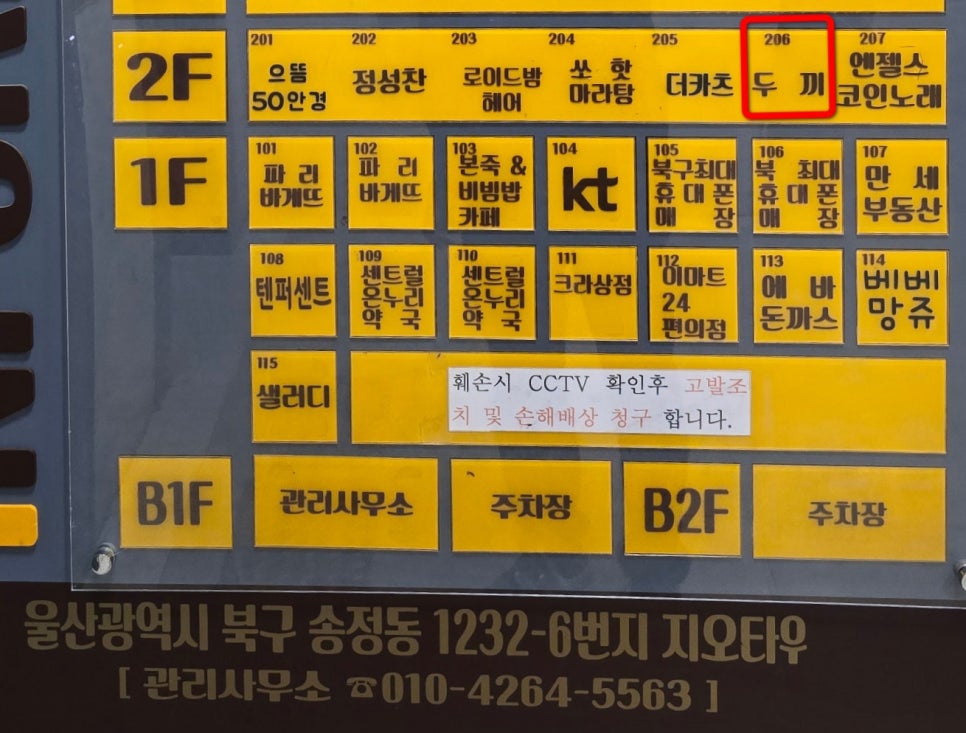 2F
201 202 203 204 205 206 207
으뜸 50안경
정성찬
로이드밤 헤어
쏘핫 마라탕
더카츠
두끼
엔젤스 코인노래
1F
101 102 103 104 105 106 107
파리 바게뜨
파리 바게뜨
본죽 & 비빔밥 카페
kt
북구최대 휴대폰 매장
북최대 휴대폰 매장
만세 부동산
108 109 110 111 112 113 114
텐퍼센트
센트럴 온누리 약국
센트럴 온누리 약국
크라상점
이마트 24 편의점
에바 돈까스
베베 망쥬
115
샐러디
훼손시 CCTV 확인후 고발조
치 및 손해배상 청구 합니다.
B1F 관리사무소 주차장 B2F 주차장
울산광역시 북구 송정동 1232-6번지 지오타우
[ 관리사무소 ☎010-4264-5563 ]